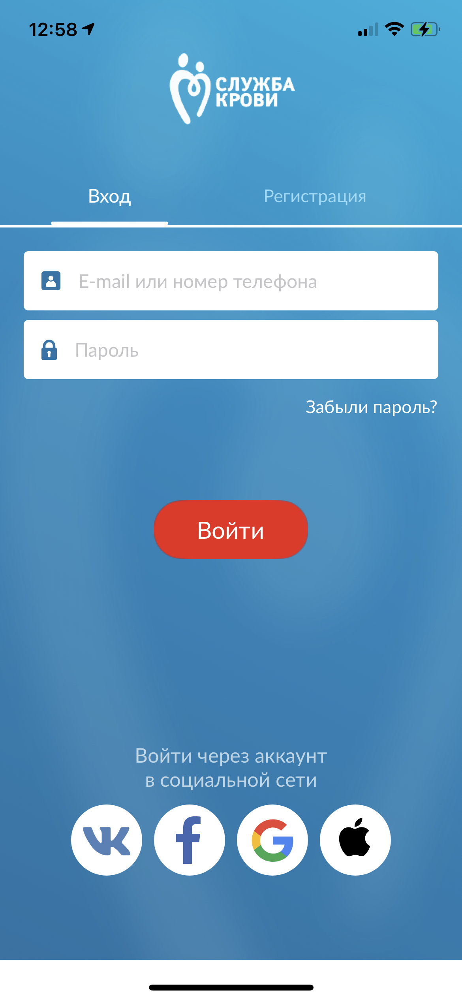 12:58
СЛУЖБА
КРОВИ
Вход
Регистрация
E-mail или номер телефона
Пароль
Забыли пароль?
Войти
Войти через аккаунт
в социальной сети